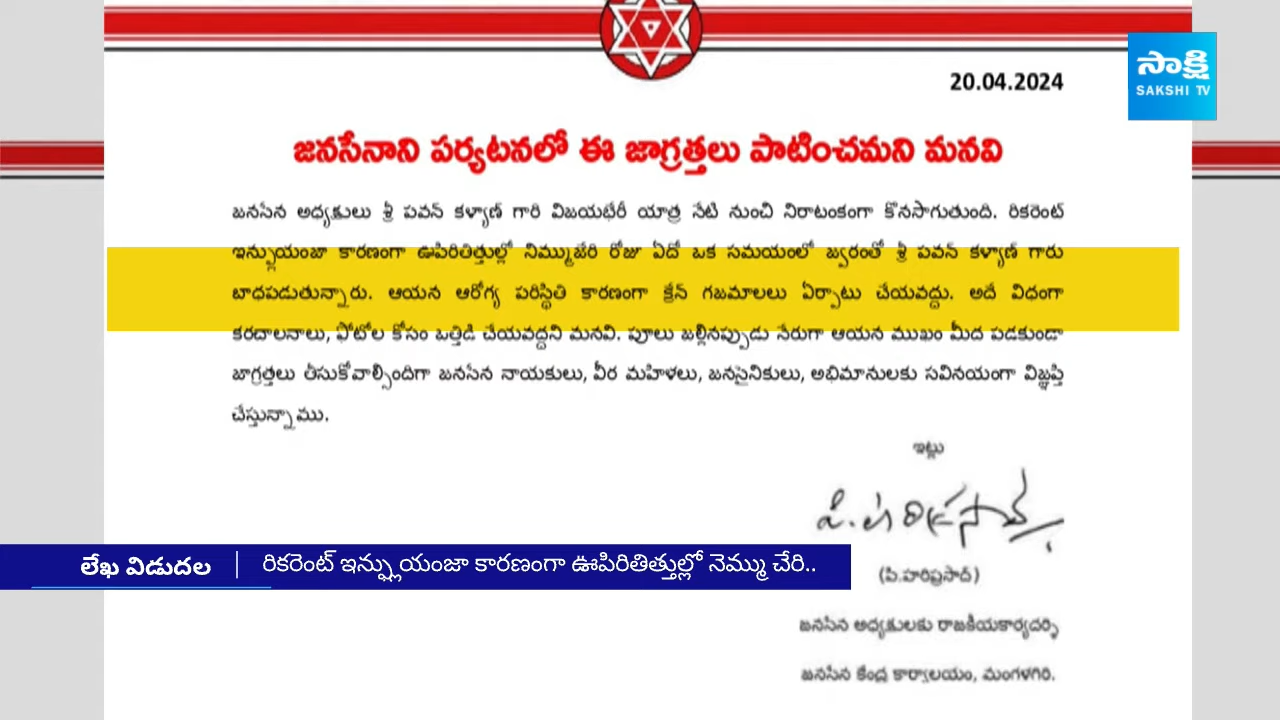 సాక్షి
SAKSHI TV
20.04.2024
జనసేనాని పర్యటనలో ఈ జాగ్రత్తలు పాటించమని మనవి
జనసేన అధ్యక్షులు శ్రీ పవన్ కళ్యాణ్ గారి విజయభేరీ యాత్ర నేటి నుంచి నిరాటంకంగా కొనసాగుతుంది. రికరెంట్
ఇన్ఫ్లుయంజా కారణంగా ఊపిరితిత్తుల్లో నిమ్ముజేరి రోజు ఏదో ఒక సమయంలో జ్వరంతో శ్రీ పవన్ కళ్యాణ్ గారు
బాధపడుతున్నారు. ఆయన ఆరోగ్య పరిస్థితి కారణంగా క్రేన్ గజమాలలు ఏర్పాటు చేయవద్దు. అదే విధంగా
కరచాలనాలు, ఫోటోల కోసం ఒత్తిడి చేయవద్దని మనవి. పూలు జల్లినప్పుడు నేరుగా ఆయన ముఖం మీద పడకుండా
జాగ్రత్తలు తీసుకోవాల్సిందిగా జనసేన నాయకులు, వీర మహిళలు, జనసైనికులు, అభిమానులకు సవినయంగా విజ్ఞప్తి
చేస్తున్నాము.
ఇట్లు
పి. హరిప్రసాద్
(పి.హరిప్రసాద్)
జనసేన అధ్యక్షులకు రాజకీయకార్యదర్శి
జనసేన కేంద్ర కార్యాలయం, మంగళగిరి.
లేఖ విడుదల | రికరెంట్ ఇన్ఫ్లుయంజా కారణంగా ఊపిరితిత్తుల్లో నెమ్ము చేరి..